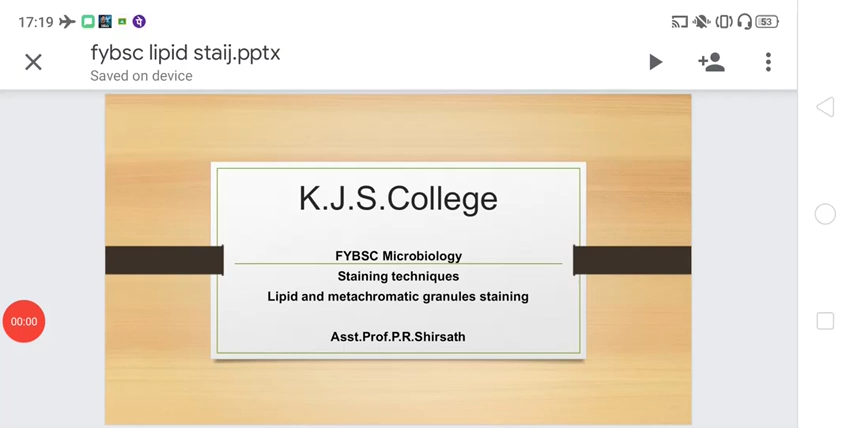 17:19
53
fybsc lipid staij.pptx
Saved on device
K.J.S.College
FYBSC Microbiology
Staining techniques
Lipid and metachromatic granules staining
00:00
Asst.Prof.P.R.Shirsath